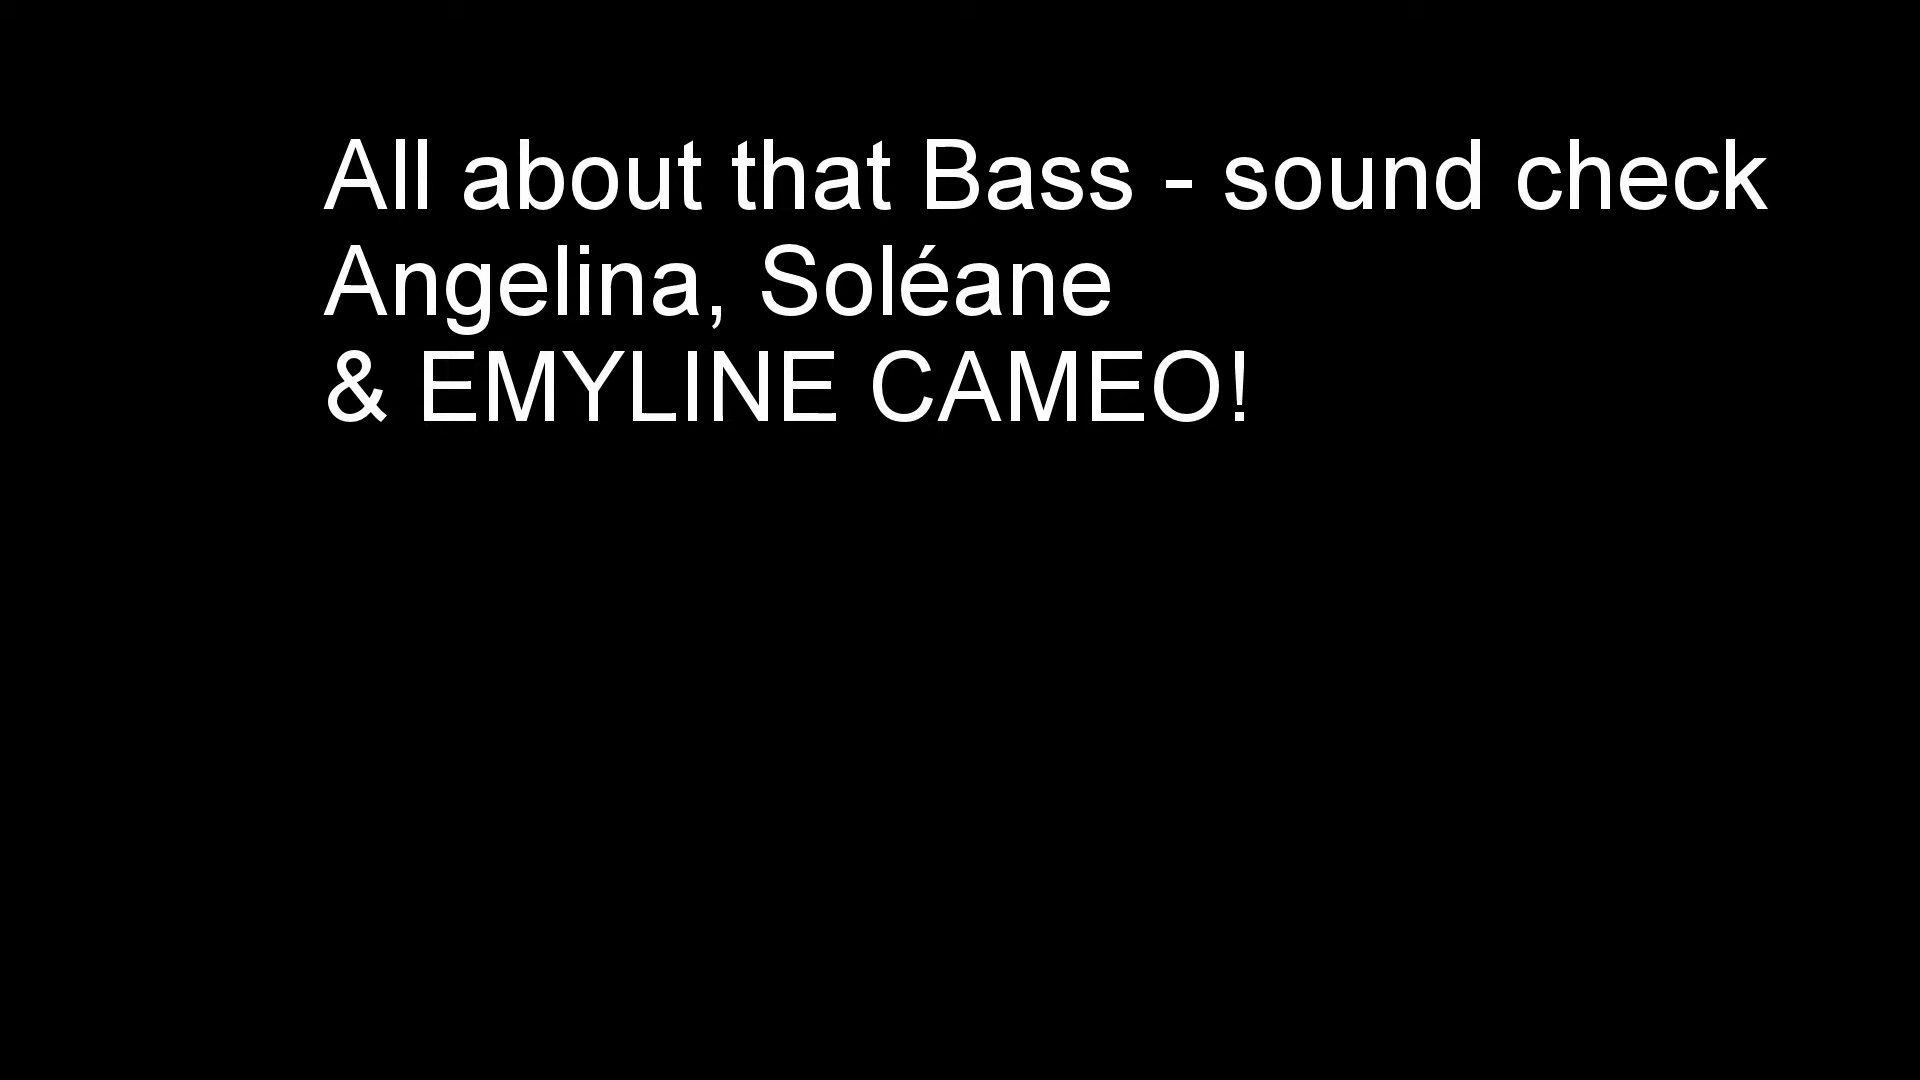 All about that Bass - sound check
Angelina, Soléane
& EMYLINE CAMEO!